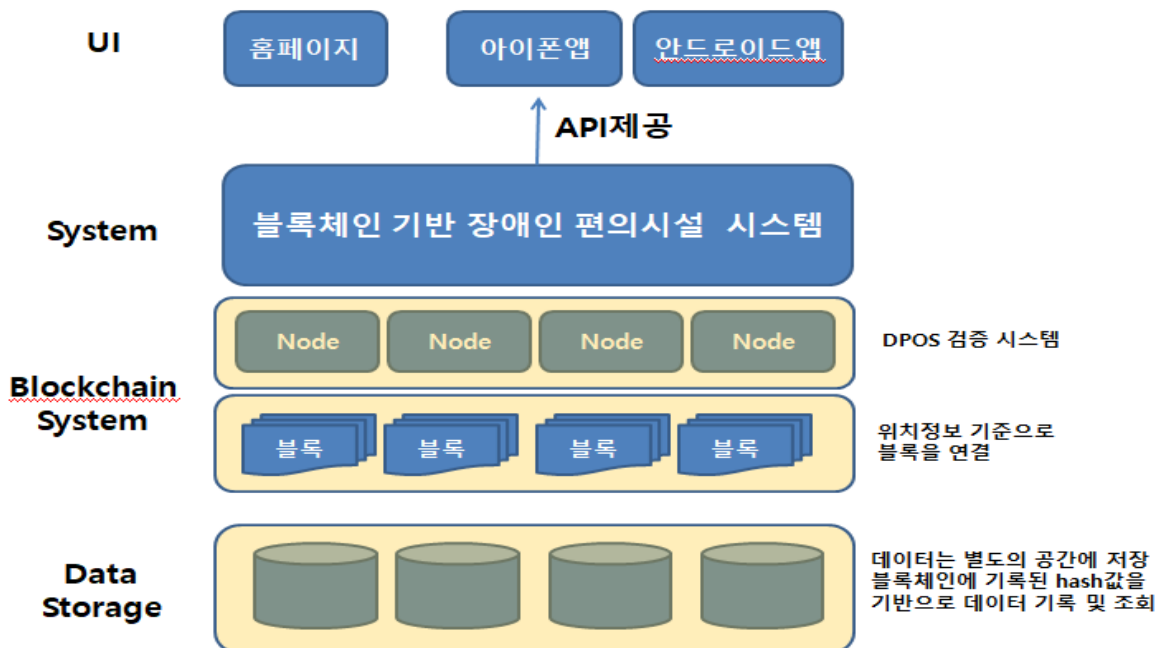 UI
홈페이지
아이폰앱
안드로이드앱
API제공
System
블록체인 기반 장애인 편의시설 시스템
Node
Node
Node
Node
DPOS 검증 시스템
Blockchain
System
블록
블록
블록
블록
위치정보 기준으로
블록을 연결
Data
Storage
데이터는 별도의 공간에 저장
블록체인에 기록된 hash값을
기반으로 데이터 기록 및 조회